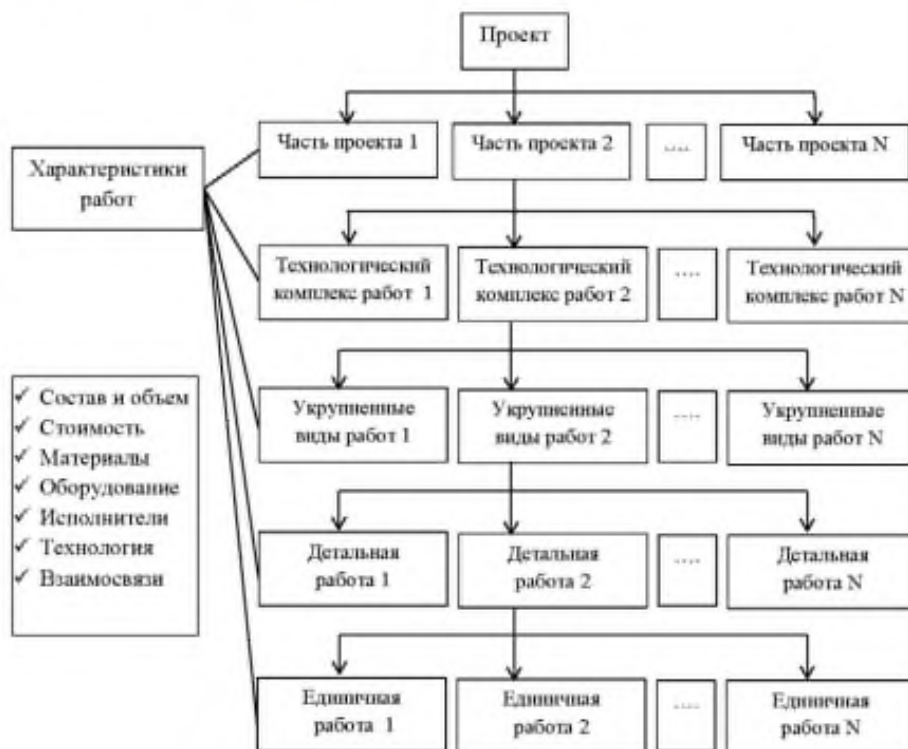 Проект
Часть проекта 1
Часть проекта 2
....
Часть проекта N
Характеристики
работ
Технологический
комплекс работ 1
Технологический
комплекс работ 2
....
Технологический
комплекс работ N
Укрупненные
виды работ 1
Укрупненные
виды работ 2
....
Укрупненные
виды работ N
✓ Состав и объем
✓ Стоимость
✓ Материалы
✓ Оборудование
✓ Исполнители
✓ Технология
✓ Взаимосвязи
Детальная
работа 1
Детальная
работа 2
....
Детальная
работа N
Единичная
работа 1
Единичная
работа 2
....
Единичная
работа N